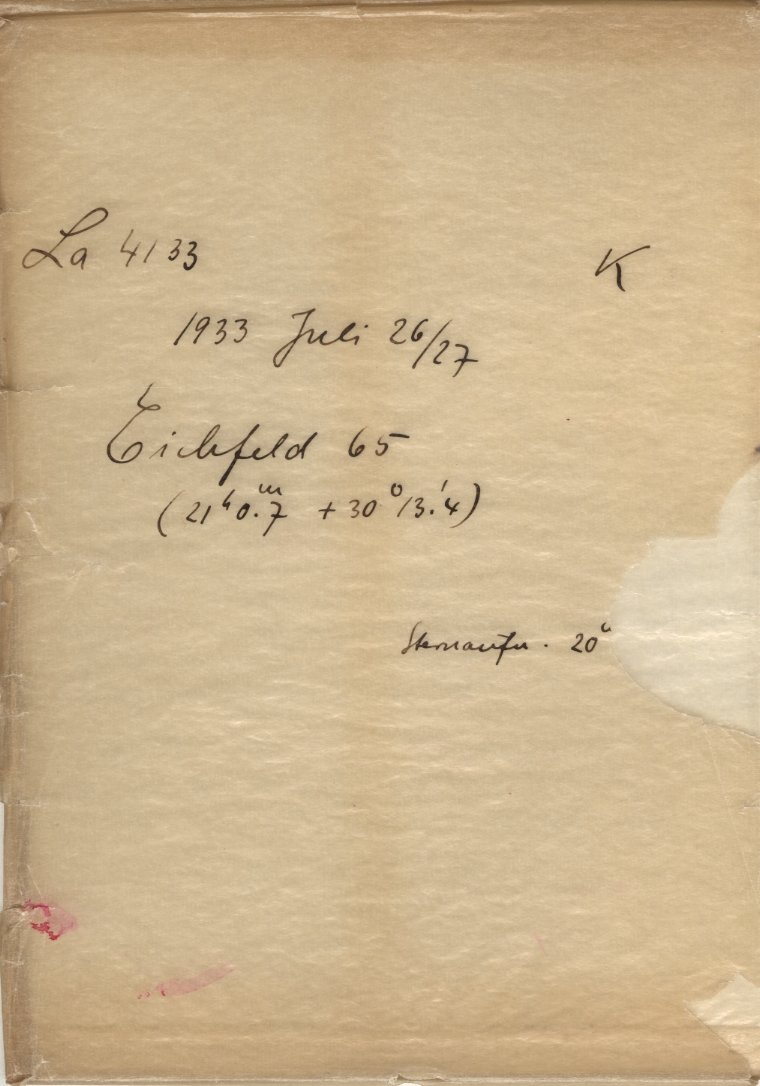 La 4133 K
1933 Juli 26/27
Eichfeld 65
(21ʰ0.ᵐ7 +30°13.'4)
Sternaufn. 20ᵐ